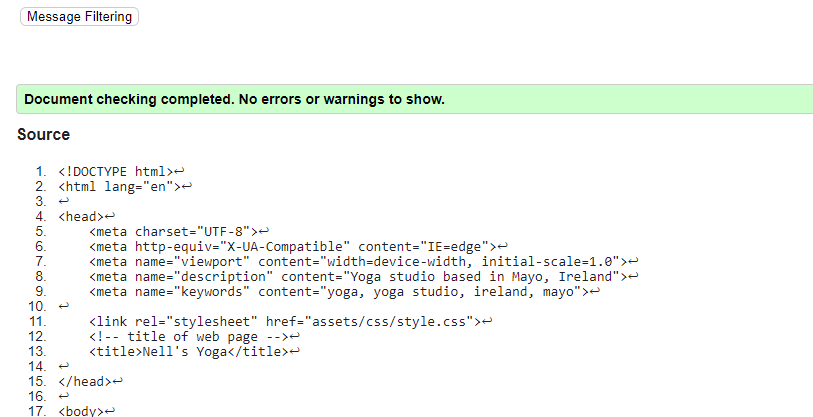 Message Filtering
Document checking completed. No errors or warnings to show.
Source
1. <!DOCTYPE html>↩
2. <html lang="en">↩
3. ↩
4. <head>↩
5.     <meta charset="UTF-8">↩
6.     <meta http-equiv="X-UA-Compatible" content="IE=edge">↩
7.     <meta name="viewport" content="width=device-width, initial-scale=1.0">↩
8.     <meta name="description" content="Yoga studio based in Mayo, Ireland">↩
9.     <meta name="keywords" content="yoga, yoga studio, ireland, mayo">↩
10. ↩
11.     <link rel="stylesheet" href="assets/css/style.css">↩
12.     <!-- title of web page -->↩
13.     <title>Nell's Yoga</title>↩
14. ↩
15. </head>↩
16. ↩
17. <body>↩